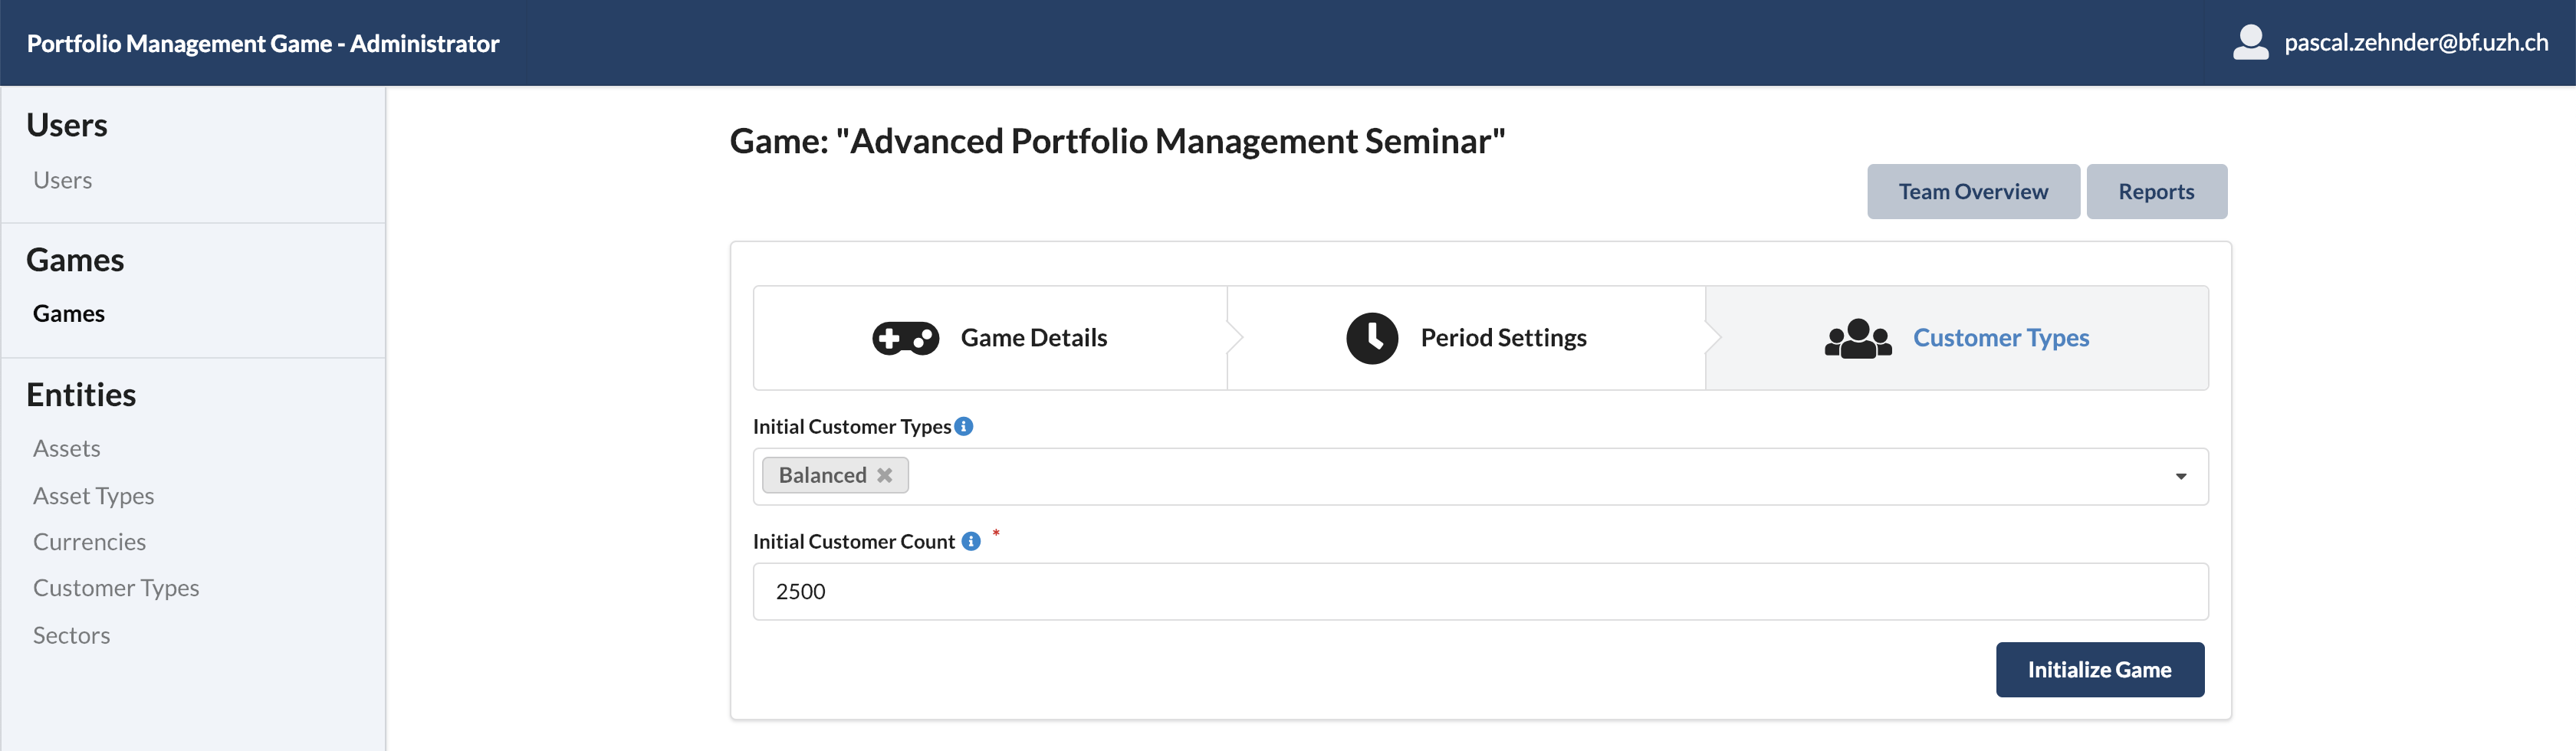 Portfolio Management Game - Administrator
pascal.zehnder@bf.uzh.ch
Users
Users
Games
Games
Entities
Assets
Asset Types
Currencies
Customer Types
Sectors
Game: "Advanced Portfolio Management Seminar"
Team Overview
Reports
Game Details
Period Settings
Customer Types
Initial Customer Types
Balanced
Initial Customer Count *
2500
Initialize Game